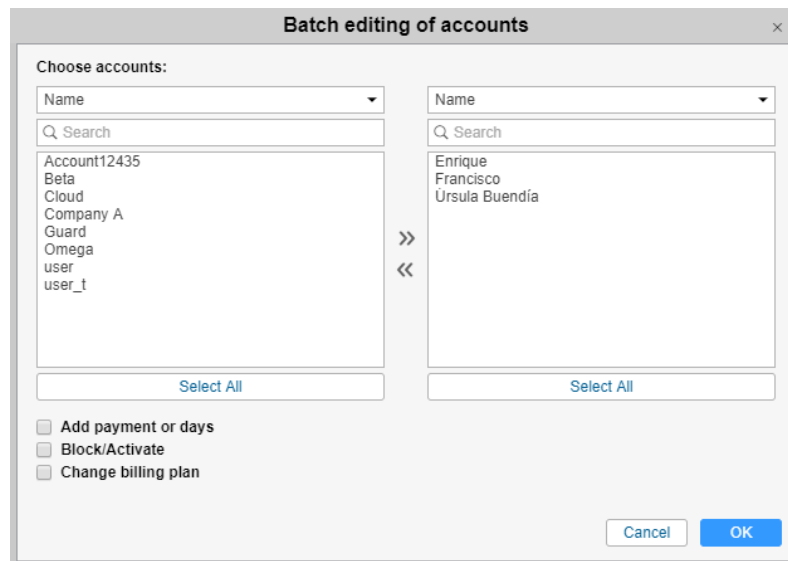 Batch editing of accounts
×
Choose accounts:
Name
Search
Account12435
Beta
Cloud
Company A
Guard
Omega
user
user_t
Select All
»
«
Name
Search
Enrique
Francisco
Úrsula Buendía
Select All
Add payment or days
Block/Activate
Change billing plan
Cancel
OK